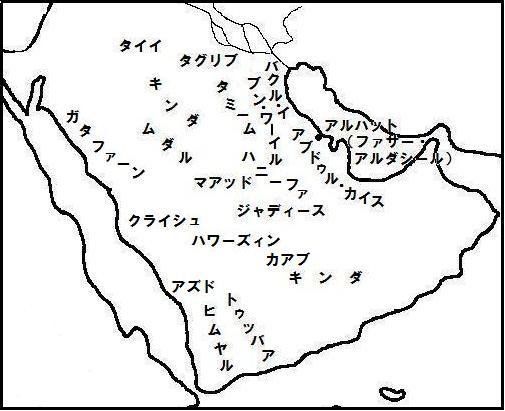 タイイ
タグリブ
バクル・イ
ブン・ワーイル
キンダ
タミーム
ムダル
ガタファーン
アルハット
(ファサー・
アルダシール)
アブドゥル・カイス
ハニーファ
マアッド
ジャディース
クライシュ
ハワーズィン
カアブ
キンダ
アズド
ヒムヤル
トゥッバア